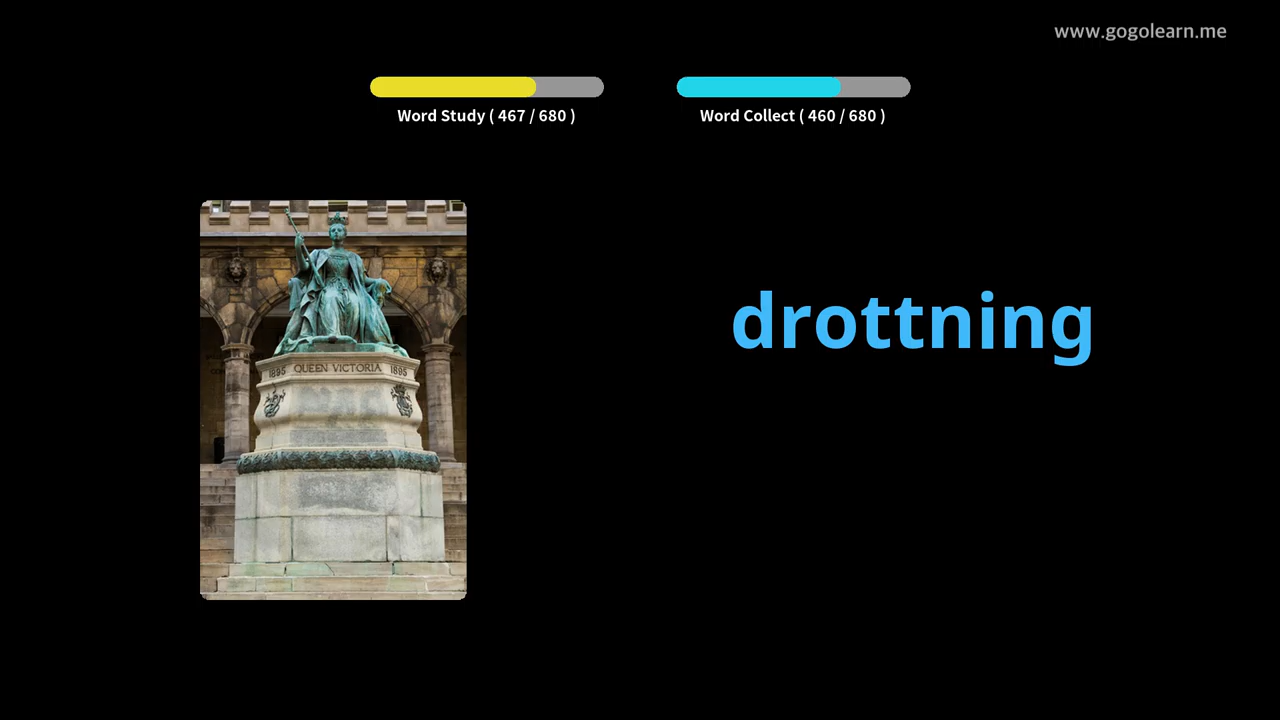 www.gogolearn.me
Word Study ( 467 / 680 )
Word Collect ( 460 / 680 )
drottning
1895 QUEEN VICTORIA 1895